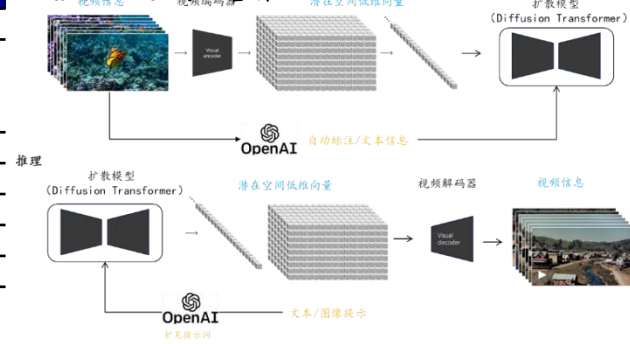 视频信息
视频编码器
潜在空间低维向量
扩散模型
(Diffusion Transformer)
Visual
encoder
OpenAI
自动标注/文本信息
推理
扩散模型
(Diffusion Transformer)
潜在空间低维向量
视频解码器
视频信息
Visual
decoder
OpenAI
文本/图像提示
扩充提示词